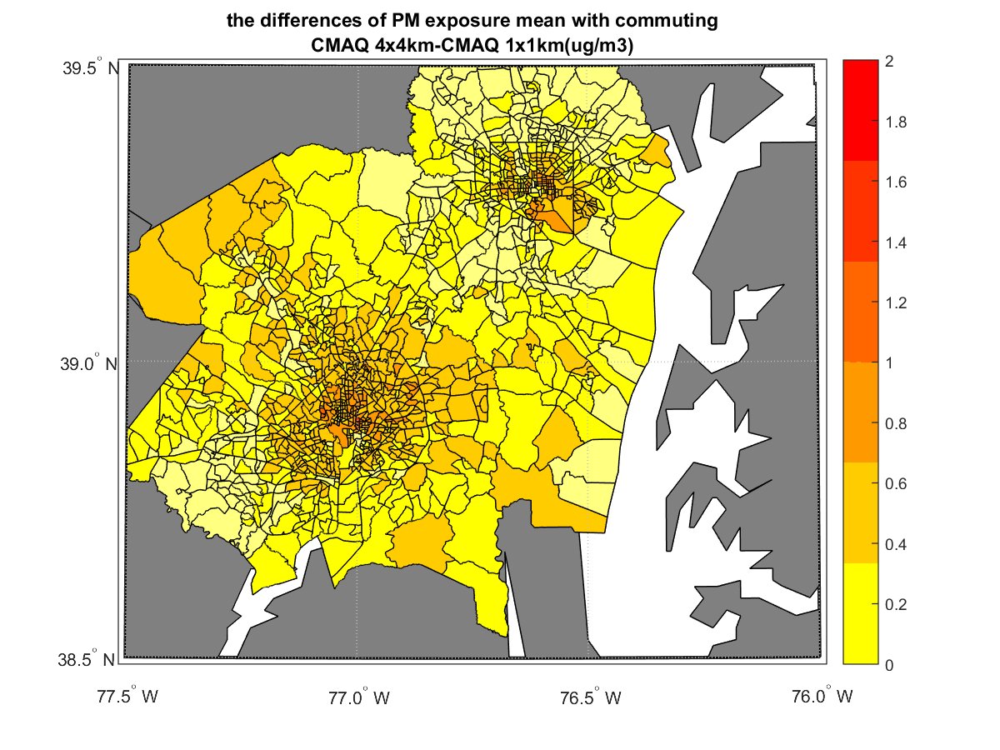 the differences of PM exposure mean with commuting
CMAQ 4x4km-CMAQ 1x1km(ug/m3)
39.5° N
39.0° N
38.5° N
77.5° W
77.0° W
76.5° W
76.0° W
2
1.8
1.6
1.4
1.2
1
0.8
0.6
0.4
0.2
0